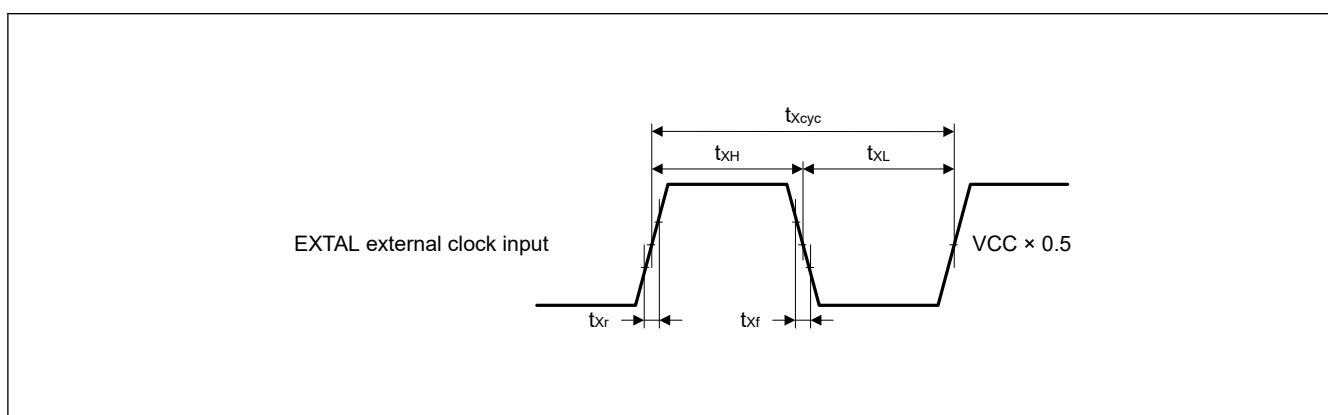 tXcyc
tXH
tXL
EXTAL external clock input
VCC × 0.5
tXr
tXf